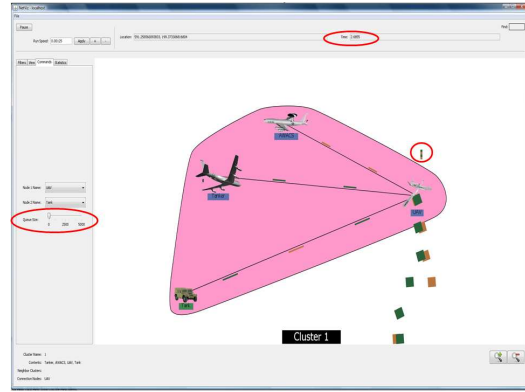 File
Pause
Run Speed:
Apply
+
-
Location:
Time:
Filters
View
Commands
Statistics
AWACS
Tanker
UAV
Node 1 Name:
UAV
Node 2 Name:
Tank
Queue Size:
0
2500
5000
Tank
Cluster 1
Cluster Name: 1
Contents: Tanker, AWACS, UAV, Tank
Neighbor Clusters:
Connection Nodes: UAV